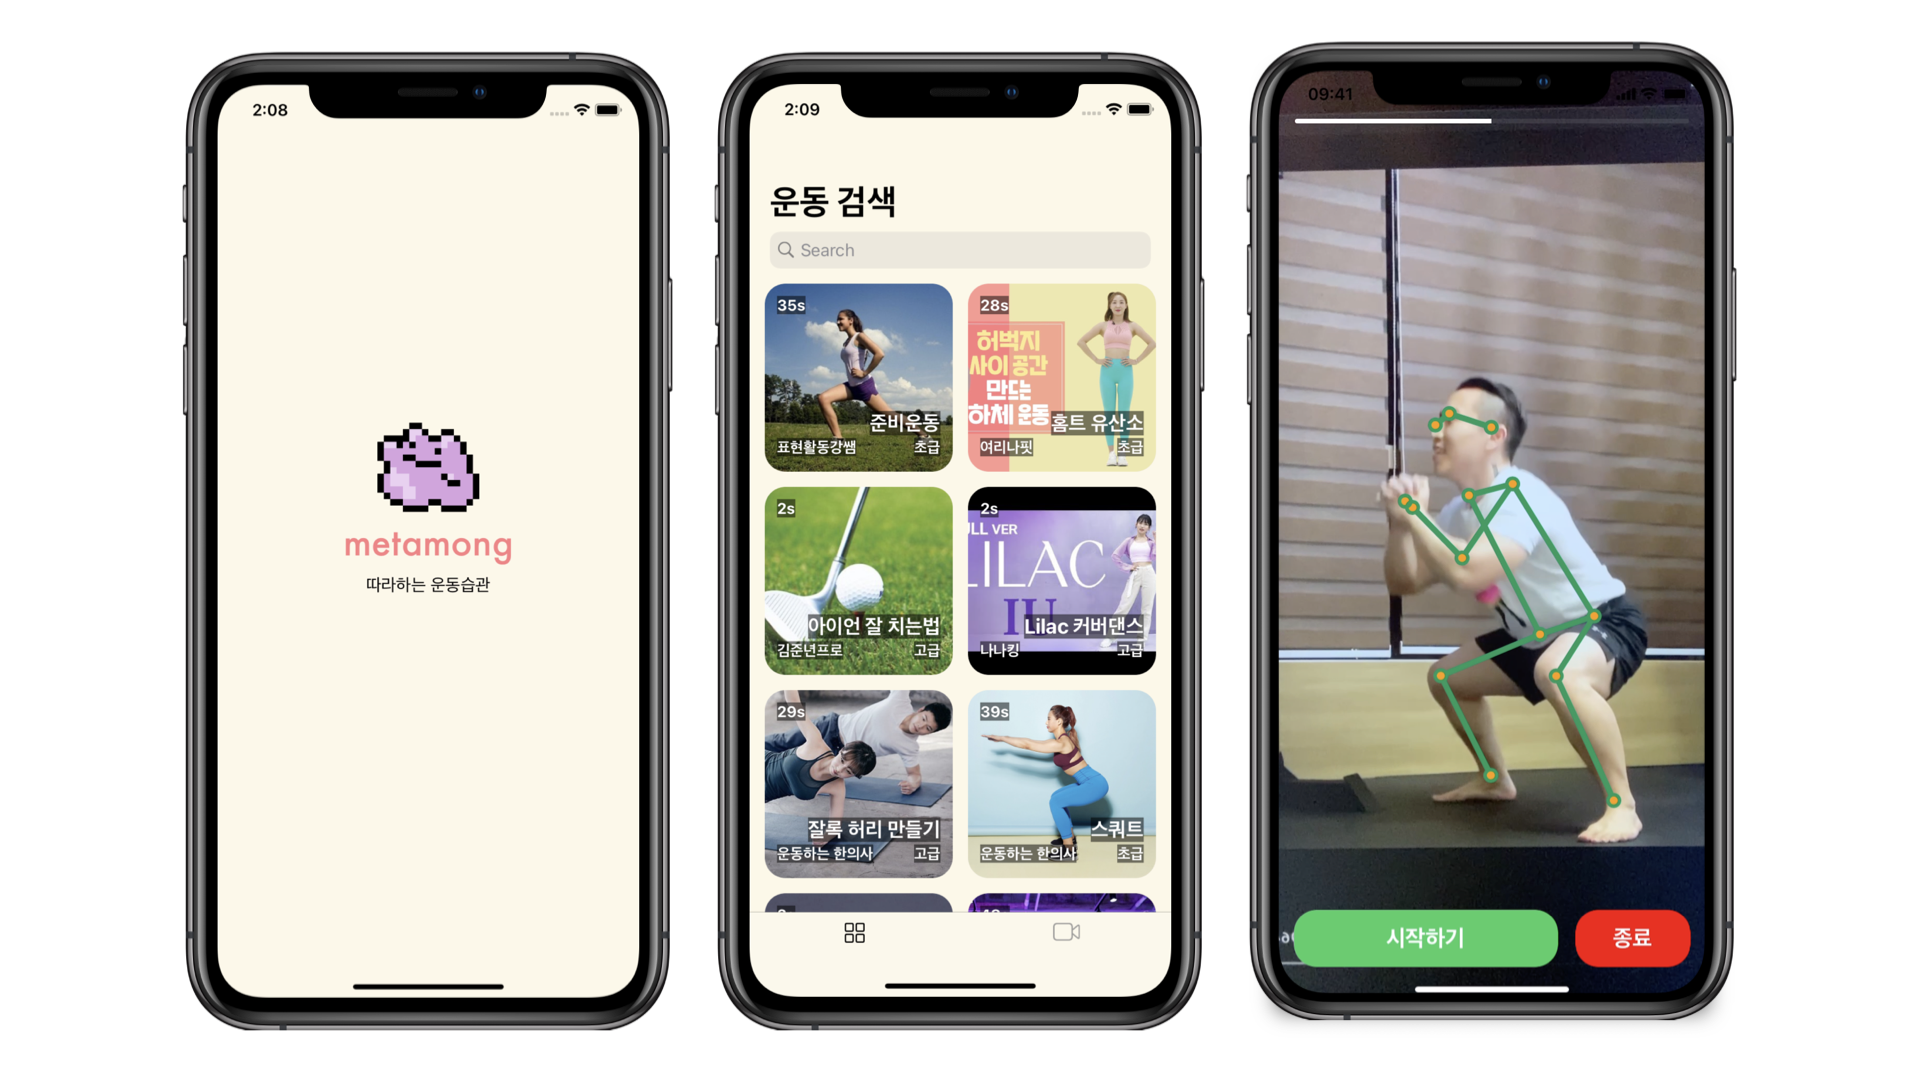 2:08
metamong
따라하는 운동습관
2:09
운동 검색
Search
35s
준비운동
표현활동강쌤
초급
28s
허벅지
사이 공간
만드는
하체 운동
홈트 유산소
여리나핏
초급
2s
아이언 잘 치는법
김준년프로
고급
2s
ULL VER
LILAC
IU
Lilac 커버댄스
나나킹
고급
29s
잘록 허리 만들기
운동하는 한의사
고급
39s
스쿼트
운동하는 한의사
초급
09:41
시작하기
종료